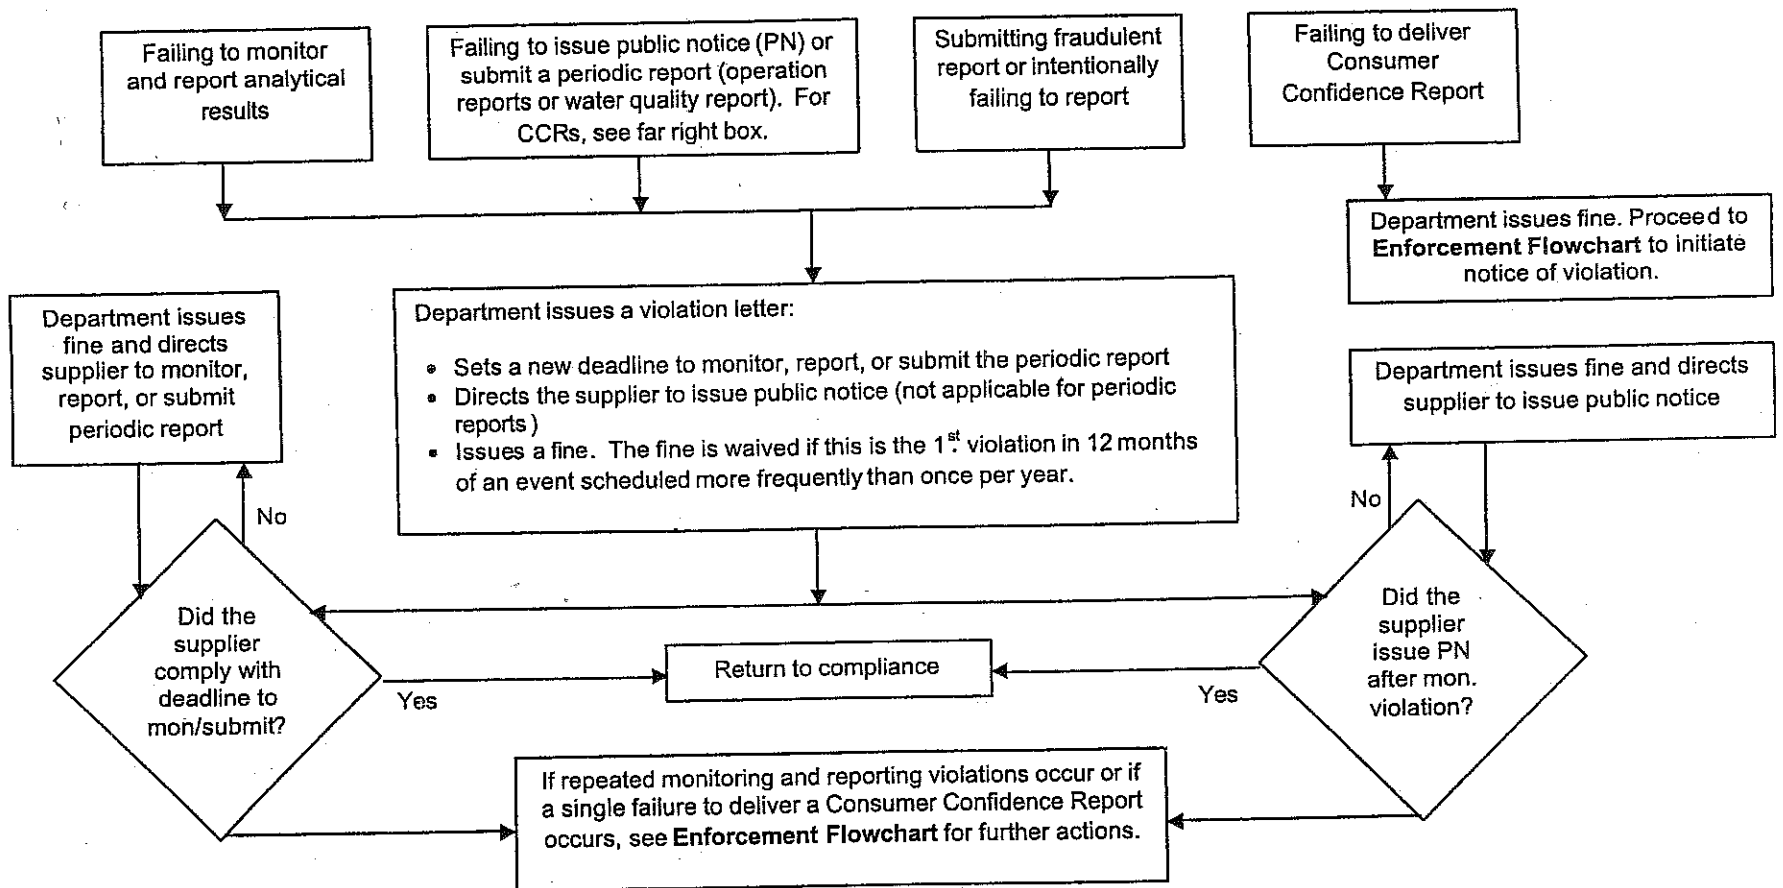 Failing to monitor
and report analytical
results
Failing to issue public notice (PN) or
submit a periodic report (operation
reports or water quality report). For
CCRs, see far right box.
Submitting fraudulent
report or intentionally
failing to report
Failing to deliver
Consumer
Confidence Report
Department issues fine. Proceed to
Enforcement Flowchart to initiate
notice of violation.
Department issues
fine and directs
supplier to monitor,
report, or submit
periodic report
Department issues a violation letter:
• Sets a new deadline to monitor, report, or submit the periodic report
• Directs the supplier to issue public notice (not applicable for periodic
reports)
• Issues a fine. The fine is waived if this is the 1st violation in 12 months
of an event scheduled more frequently than once per year.
Department issues fine and directs
supplier to issue public notice
No
No
Did the
supplier
comply with
deadline to
mon/submit?
Yes
Return to compliance
Yes
Did the
supplier
issue PN
after mon.
violation?
If repeated monitoring and reporting violations occur or if
a single failure to deliver a Consumer Confidence Report
occurs, see Enforcement Flowchart for further actions.